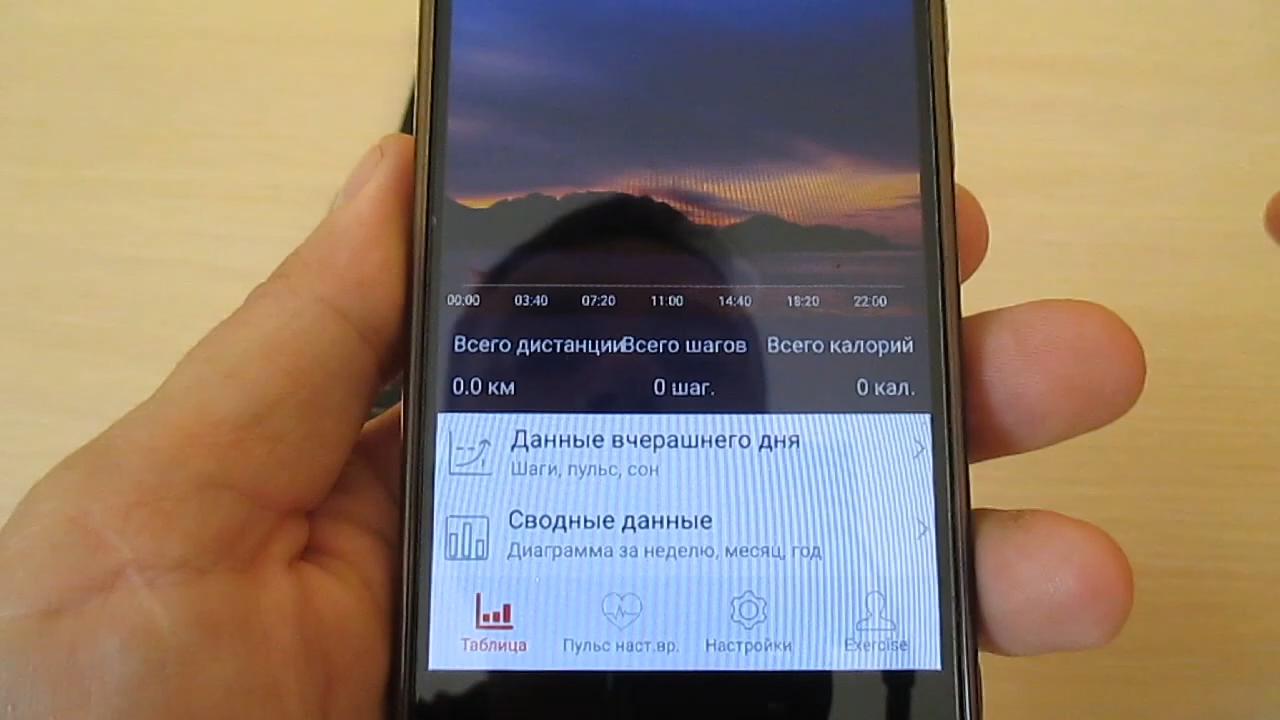 00:00 03:40 07:20 11:00 14:40 18:20 22:00
Всего дистанции Всего шагов Всего калорий
0.0 км 0 шаг. 0 кал.
Данные вчерашнего дня
Шаги, пульс, сон
Сводные данные
Диаграмма за неделю, месяц, год
Таблица Пульс наст.вр. Настройки Exercise